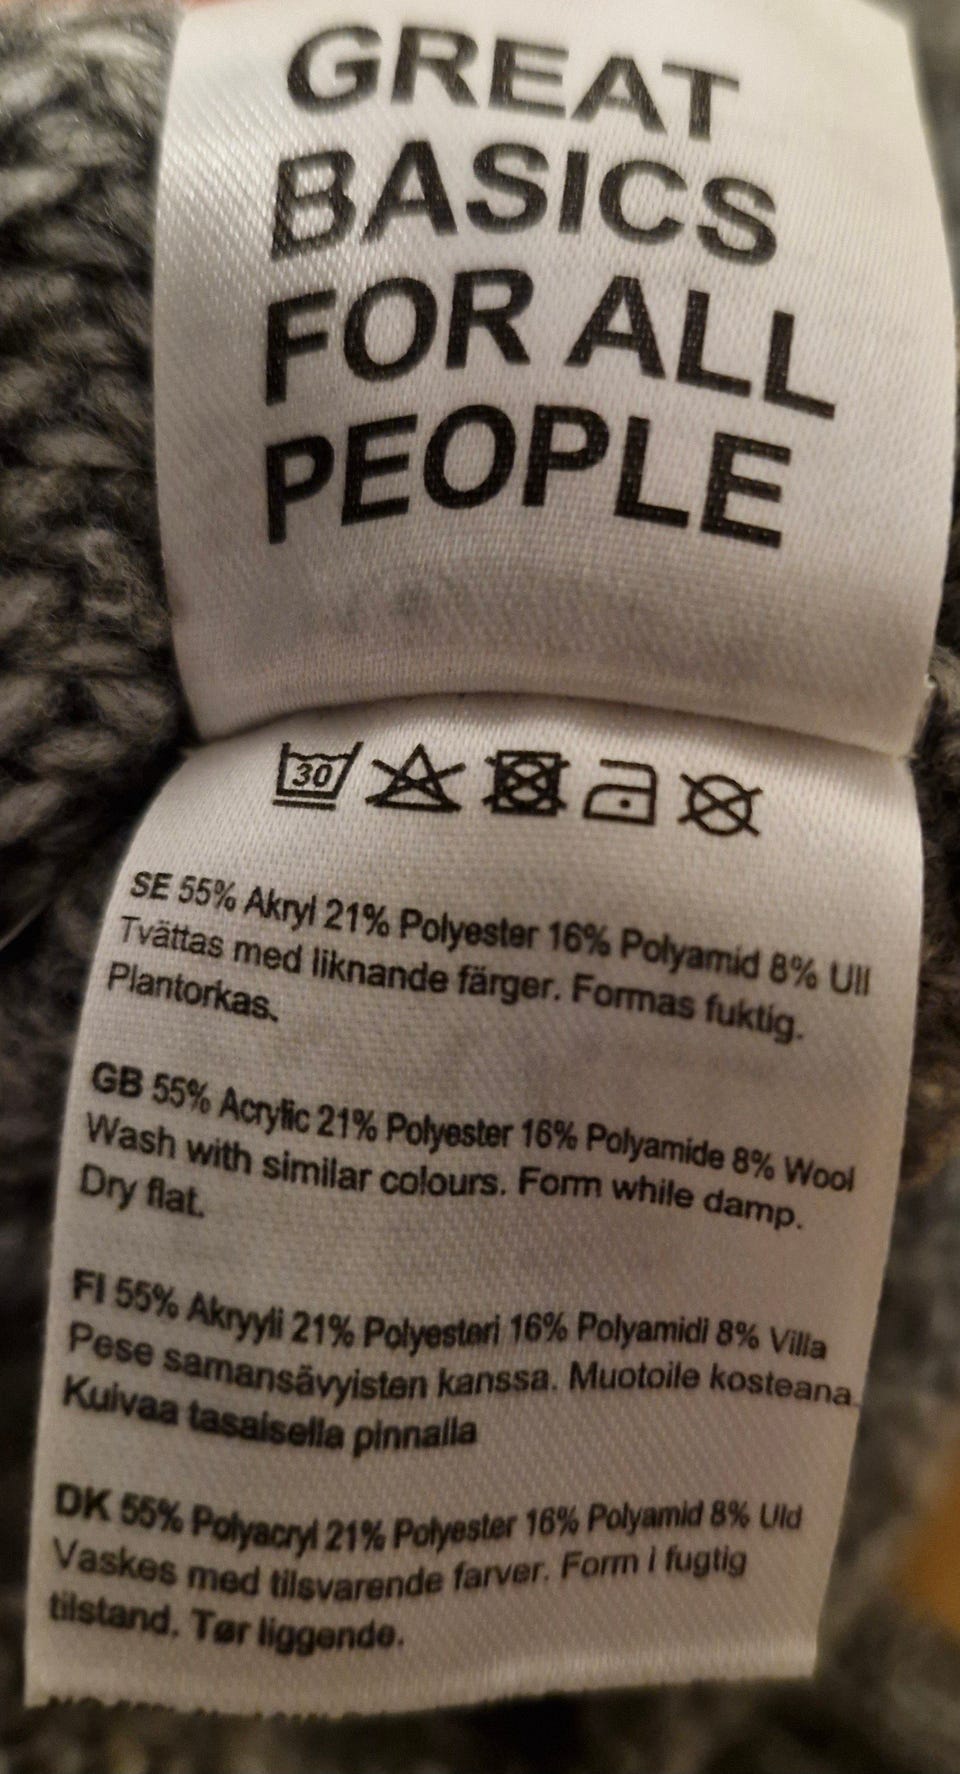 GREAT
BASICS
FOR ALL
PEOPLE
30
SE 55% Akryl 21% Polyester 16% Polyamid 8% Ull
Tvättas med liknande färger. Formas fuktig.
Plantorkas.
GB 55% Acrylic 21% Polyester 16% Polyamide 8% Wool
Wash with similar colours. Form while damp.
Dry flat.
FI 55% Akryyli 21% Polyesteri 16% Polyamidi 8% Villa
Pese samansävyisten kanssa. Muotoile kosteana.
Kuivaa tasaisella pinnalla
DK 55% Polyacryl 21% Polyester 16% Polyamid 8% Uld
Vaskes med tilsvarende farver. Form i fugtig
tilstand. Tør liggende.